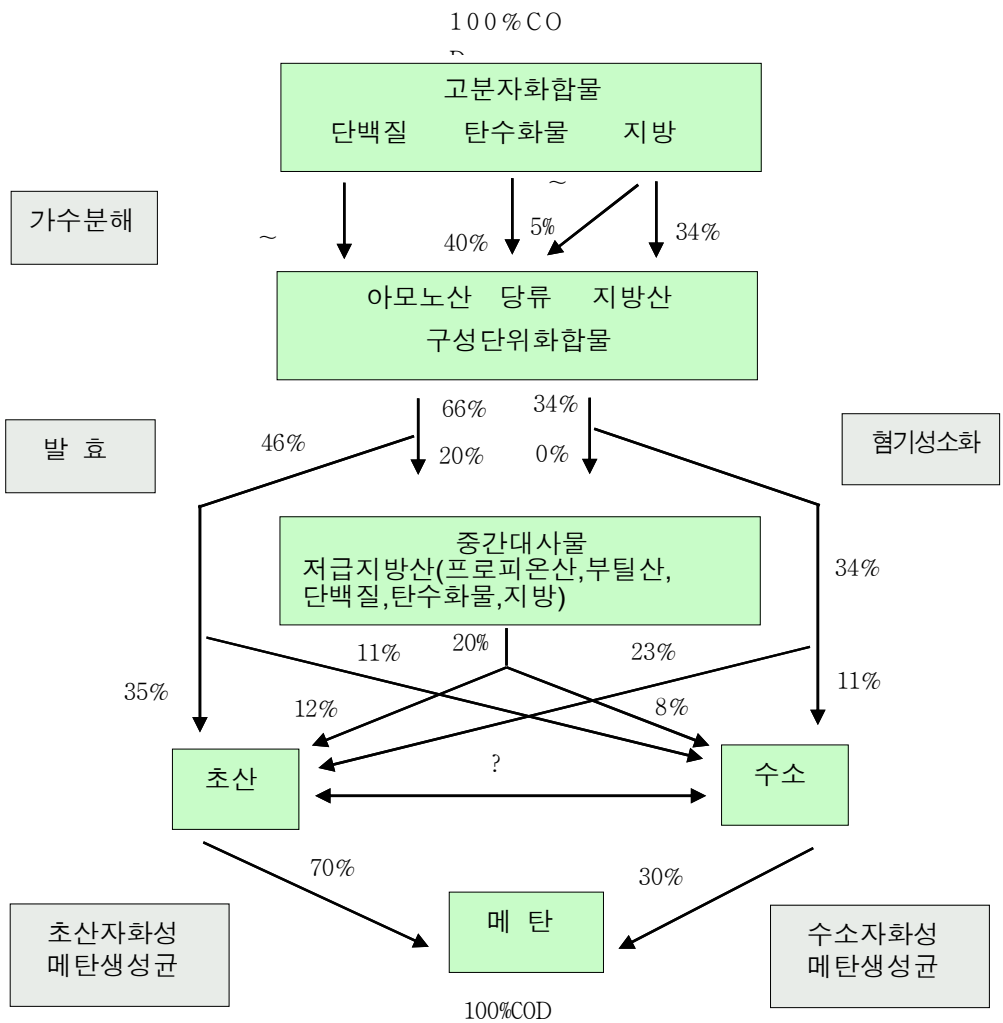 100%CO
고분자화합물
단백질 탄수화물 지방
가수분해
~
~
40%
5%
34%
아모노산 당류 지방산
구성단위화합물
발 효
46%
66%
34%
20%
0%
혐기성소화
중간대사물
저급지방산(프로피온산,부틸산,
단백질,탄수화물,지방)
34%
11%
20%
23%
35%
12%
8%
11%
초산
?
수소
70%
30%
초산자화성
메탄생성균
메 탄
수소자화성
메탄생성균
100%COD